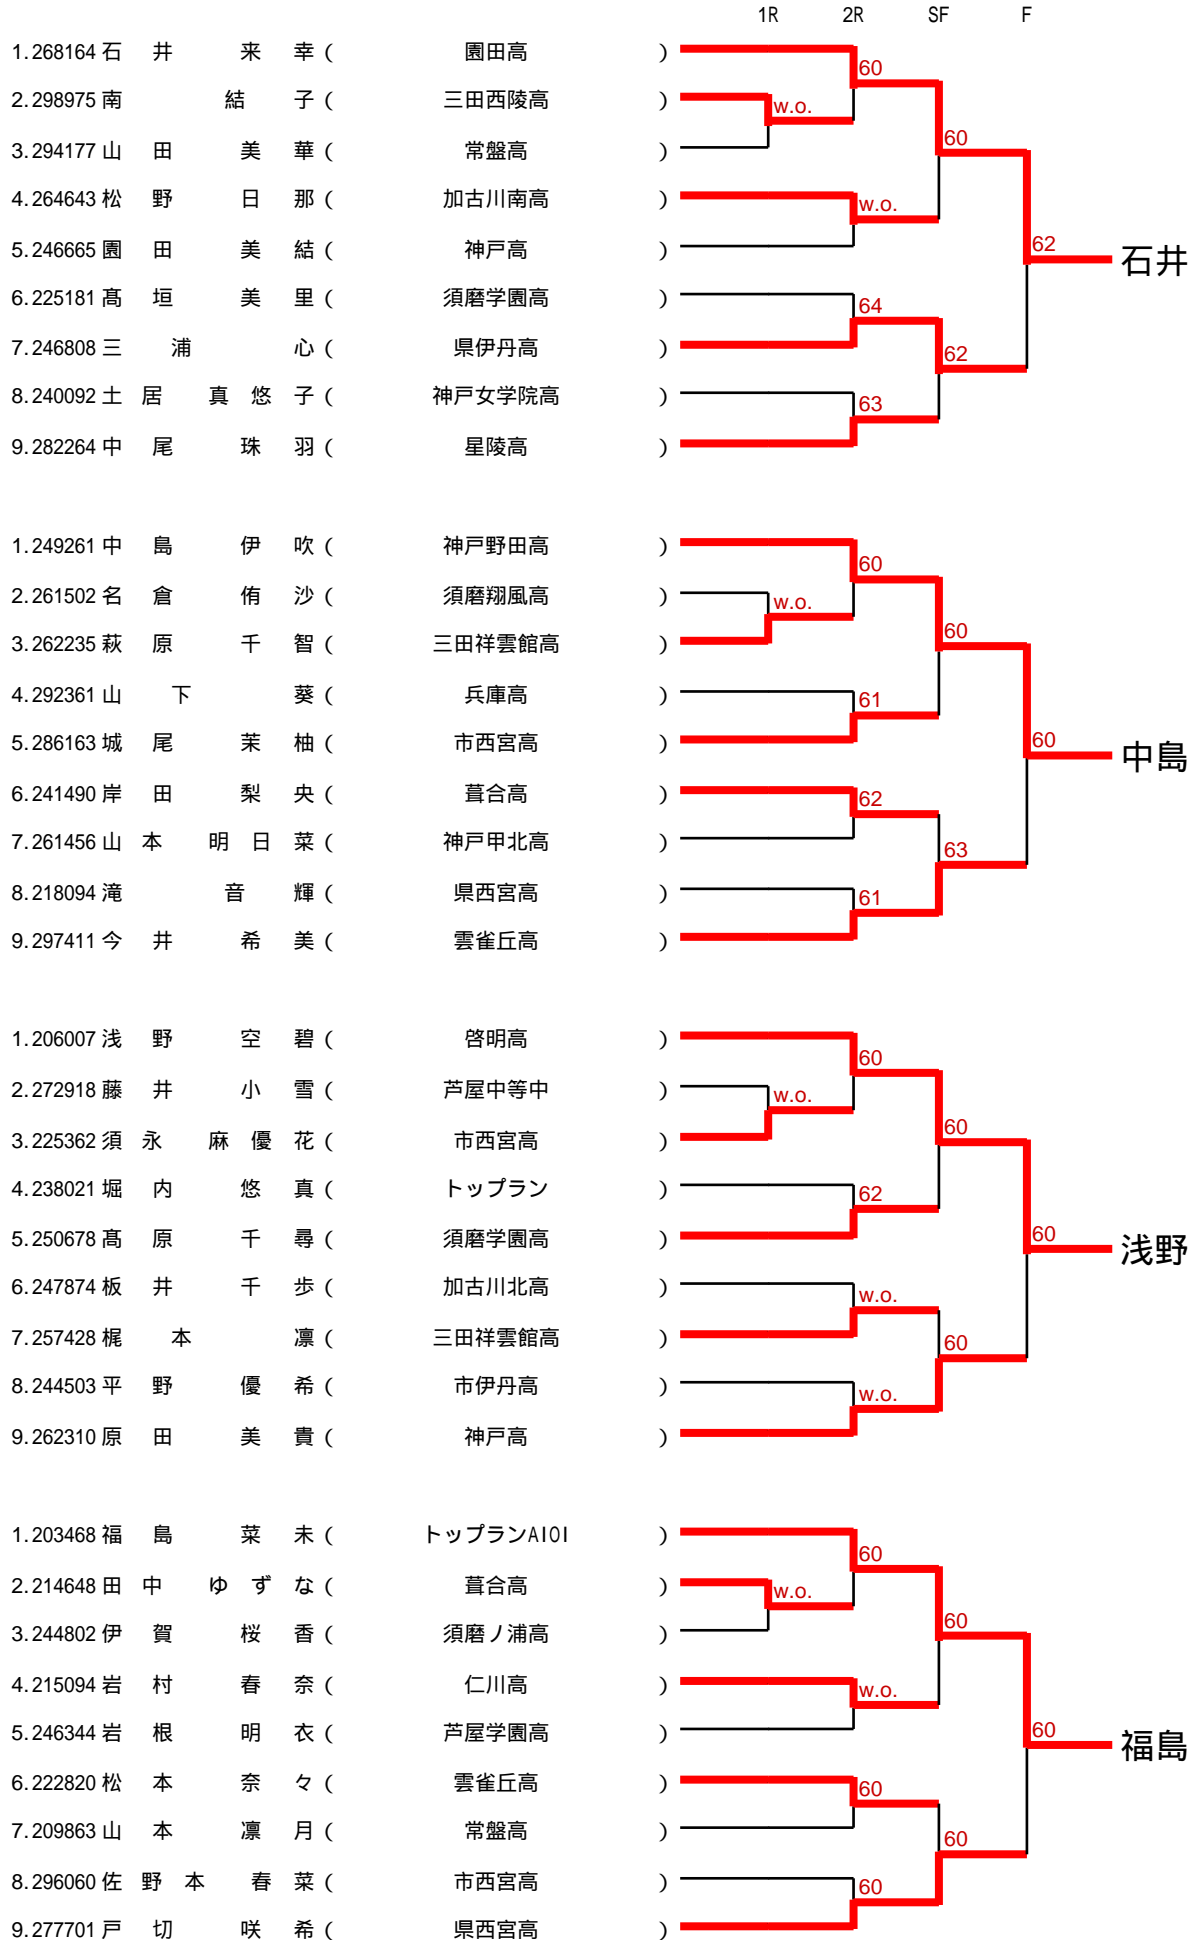 1R 2R SF F
1.268164 石井 来幸 ( 園田高 )
60
2.298975 南 結子 ( 三田西陵高 )
w.o.
60
3.294177 山田 美華 ( 常盤高 )
4.264643 松野 日那 ( 加古川南高 )
w.o.
5.246665 園田 美結 ( 神戸高 )
62 石井
6.225181 髙垣 美里 ( 須磨学園高 )
64
7.246808 三浦 心 ( 県伊丹高 )
62
8.240092 土居 真悠子 ( 神戸女学院高 )
63
9.282264 中尾 珠羽 ( 星陵高 )
1.249261 中島 伊吹 ( 神戸野田高 )
60
2.261502 名倉 侑沙 ( 須磨翔風高 )
w.o.
60
3.262235 萩原 千智 ( 三田祥雲館高 )
4.292361 山下 葵 ( 兵庫高 )
61
5.286163 城尾 茉柚 ( 市西宮高 )
60 中島
6.241490 岸田 梨央 ( 葺合高 )
62
7.261456 山本 明日菜 ( 神戸甲北高 )
63
8.218094 滝 音輝 ( 県西宮高 )
61
9.297411 今井 希美 ( 雲雀丘高 )
1.206007 浅野 空碧 ( 啓明高 )
60
2.272918 藤井 小雪 ( 芦屋中等中 )
w.o.
60
3.225362 須永 麻優花 ( 市西宮高 )
4.238021 堀内 悠真 ( トップラン )
62
5.250678 髙原 千尋 ( 須磨学園高 )
60 浅野
6.247874 板井 千歩 ( 加古川北高 )
w.o.
7.257428 梶本 凛 ( 三田祥雲館高 )
60
8.244503 平野 優希 ( 市伊丹高 )
w.o.
9.262310 原田 美貴 ( 神戸高 )
1.203468 福島 菜未 ( トップランAIOI )
60
2.214648 田中 ゆずな ( 葺合高 )
w.o.
60
3.244802 伊賀 桜香 ( 須磨ノ浦高 )
4.215094 岩村 春奈 ( 仁川高 )
w.o.
5.246344 岩根 明衣 ( 芦屋学園高 )
60 福島
6.222820 松本 奈々 ( 雲雀丘高 )
60
7.209863 山本 凛月 ( 常盤高 )
60
8.296060 佐野本 春菜 ( 市西宮高 )
60
9.277701 戸切 咲希 ( 県西宮高